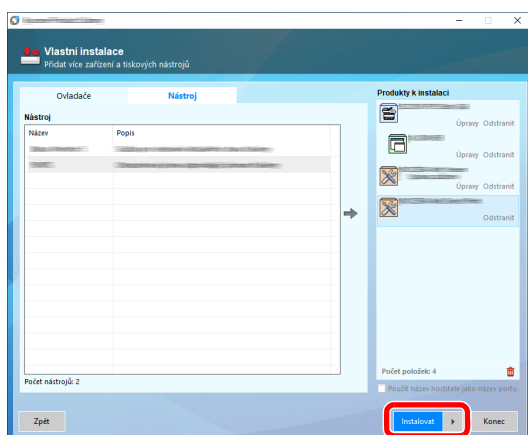 Vlastní instalace
Přidat více zařízení a tiskových nástrojů
Ovladače
Nástroj
Nástroj
Název
Popis
Počet nástrojů: 2
Produkty k instalaci
Úpravy Odstranit
Úpravy Odstranit
Úpravy Odstranit
Odstranit
Počet položek: 4
Použít název hostitele jako název portu
Zpět
Instalovat
Konec